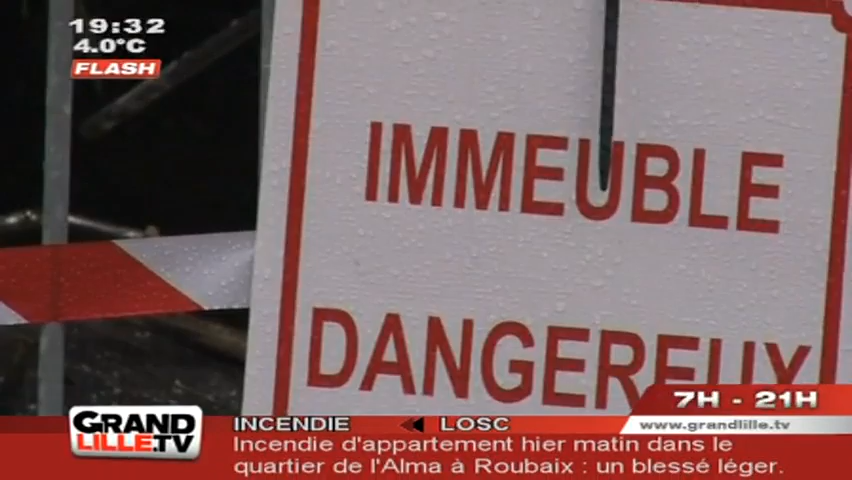 19:32
4.0°C
FLASH
IMMEUBLE
DANGEREUX
7H - 21H
www.grandlille.tv
GRAND
LILLE.TV
INCENDIE LOSC
Incendie d'appartement hier matin dans le
quartier de l'Alma à Roubaix : un blessé léger.